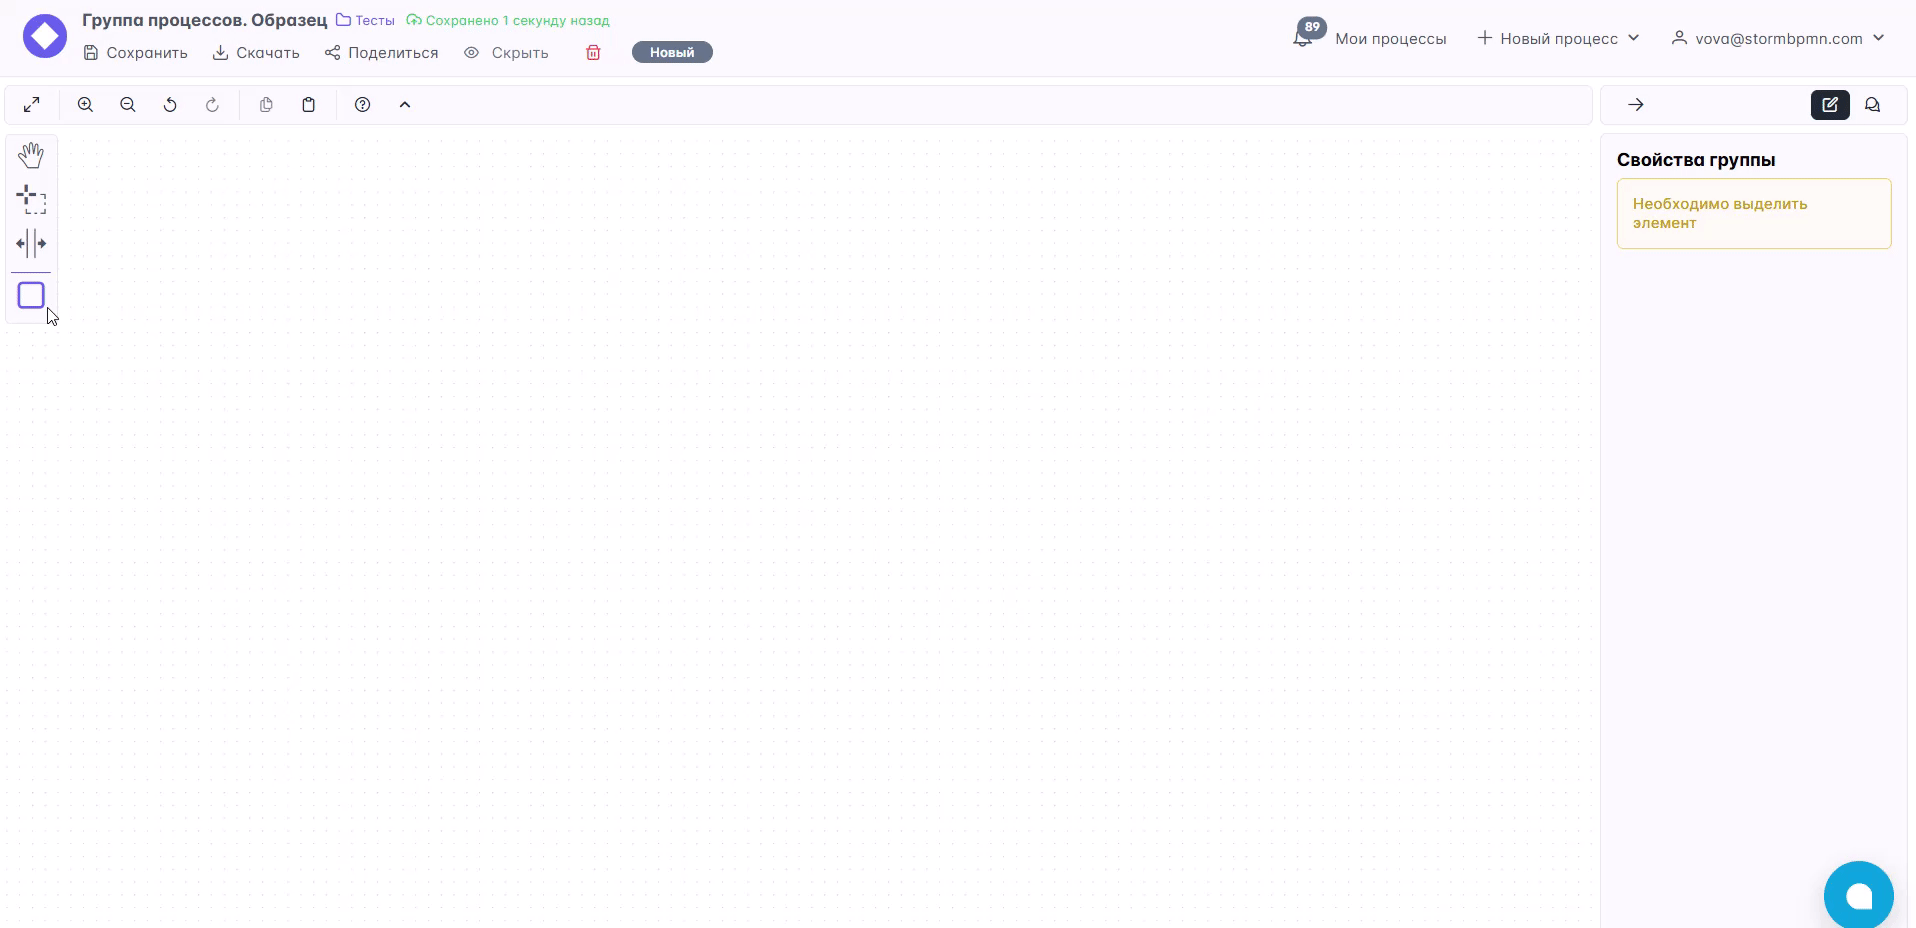 Группа процессов. Образец Тесты Сохранено 1 секунду назад
Сохранить Скачать Поделиться Скрыть Новый
89 Мои процессы Новый процесс vova@stormbpmn.com
Свойства группы
Необходимо выделить
элемент